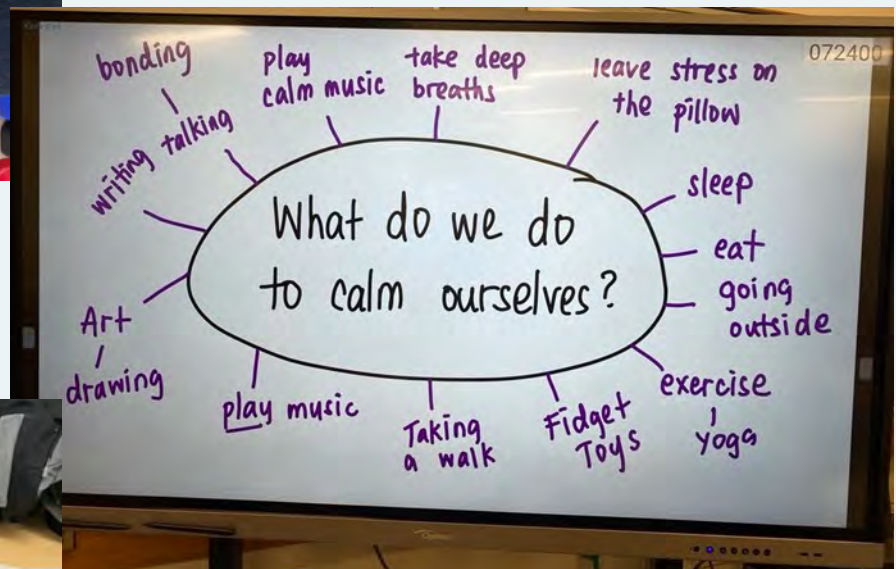 072400
bonding
talking
writing
play
calm music
take deep
breaths
leave stress on
the pillow
sleep
eat
going
outside
exercise
yoga
Fidget
Toys
Taking
a walk
play music
Art
drawing
What do we do
to calm ourselves?